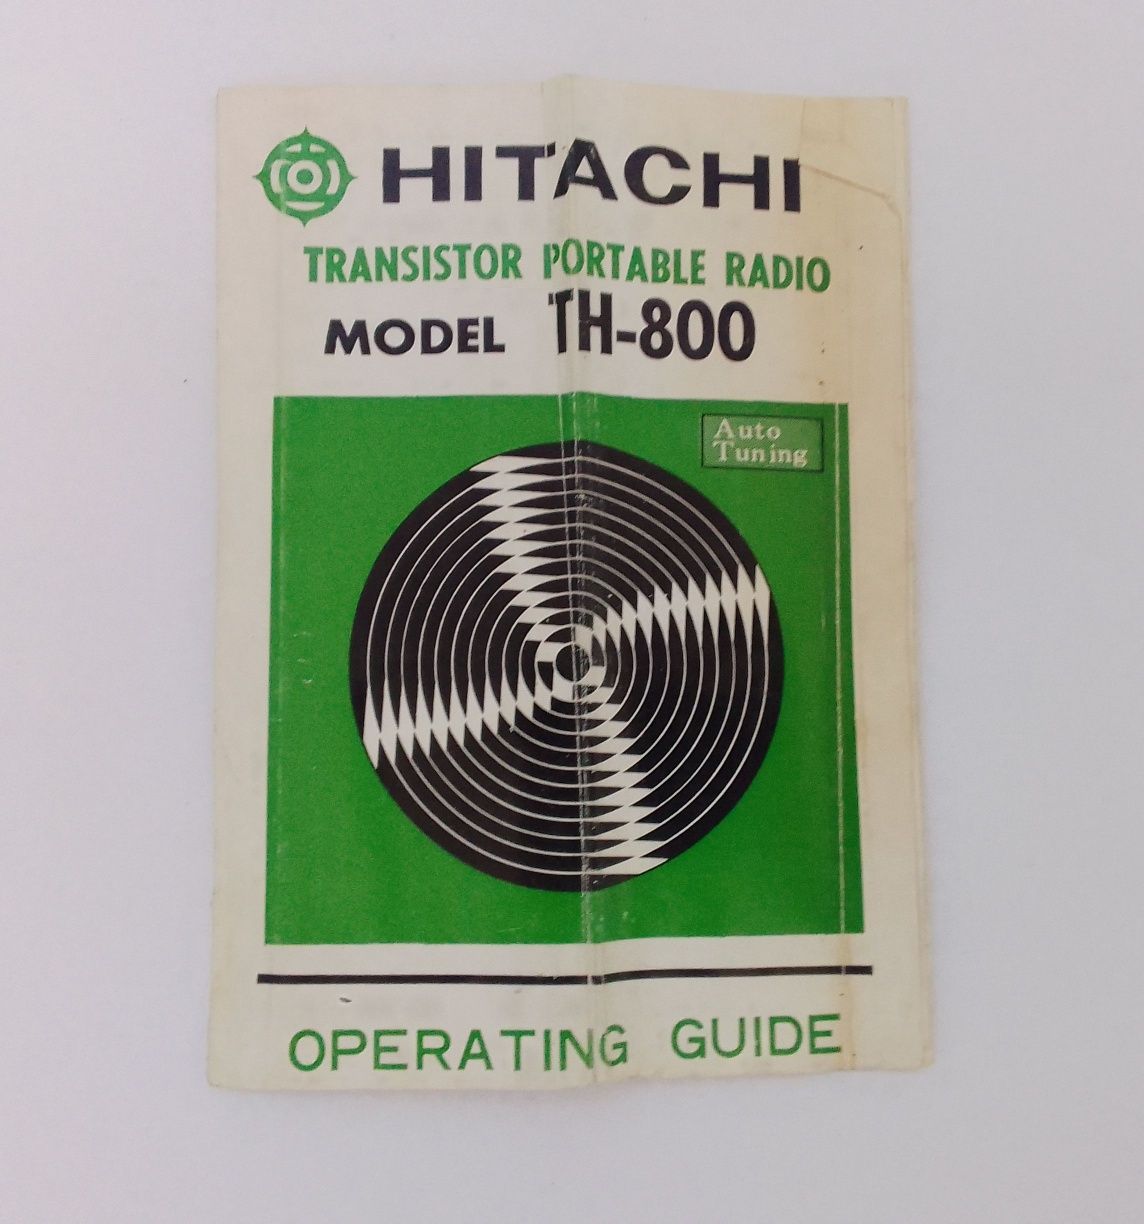 HITACHI
TRANSISTOR PORTABLE RADIO
MODEL TH-800
Auto
Tuning
OPERATING GUIDE